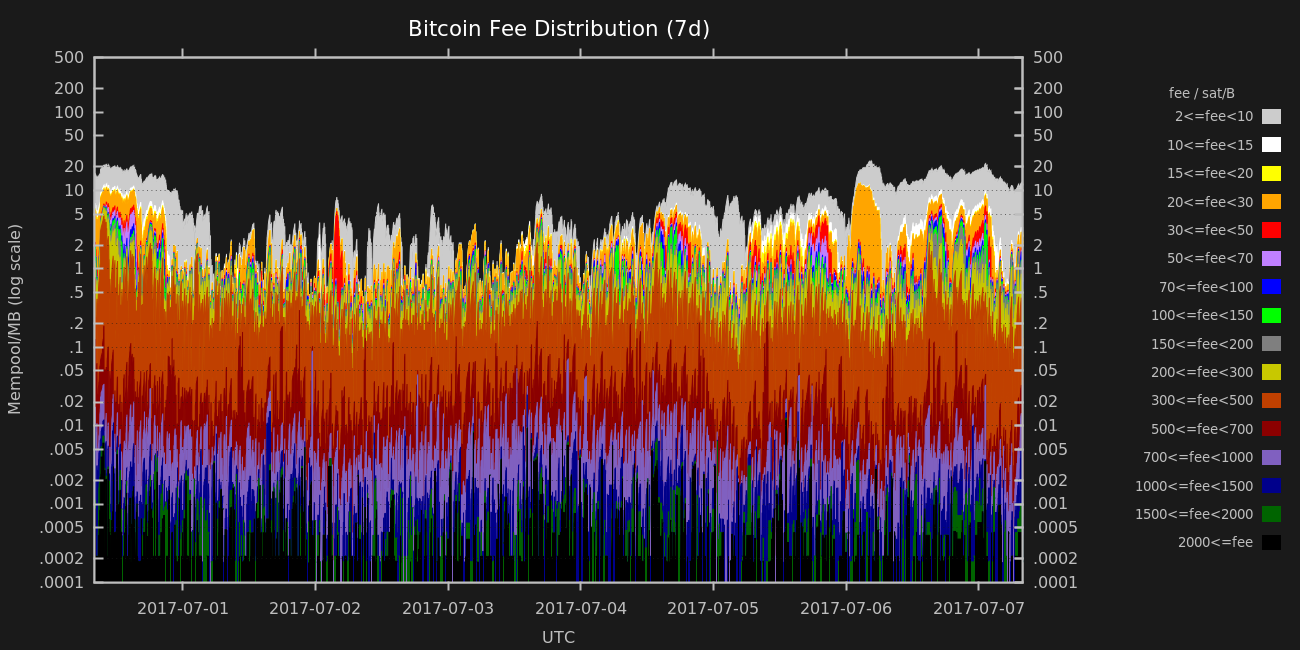 Bitcoin Fee Distribution (7d)
Mempool/MB (log scale)
500
200
100
50
20
10
5
2
1
.5
.2
.1
.05
.02
.01
.005
.002
.001
.0005
.0002
.0001
500
200
100
50
20
10
5
2
1
.5
.2
.1
.05
.02
.01
.005
.002
.001
.0005
.0002
.0001
2017-07-01 2017-07-02 2017-07-03 2017-07-04 2017-07-05 2017-07-06 2017-07-07
UTC
fee / sat/B
2<=fee<10
10<=fee<15
15<=fee<20
20<=fee<30
30<=fee<50
50<=fee<70
70<=fee<100
100<=fee<150
150<=fee<200
200<=fee<300
300<=fee<500
500<=fee<700
700<=fee<1000
1000<=fee<1500
1500<=fee<2000
2000<=fee